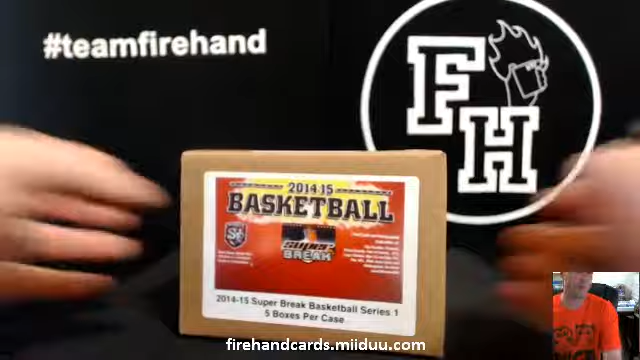 #teamfirehand
FH
2014-15
BASKETBALL
SUPER
BREAK
2014-15 Super Break Basketball Series 1
5 Boxes Per Case
firehandcards.miiduu.com